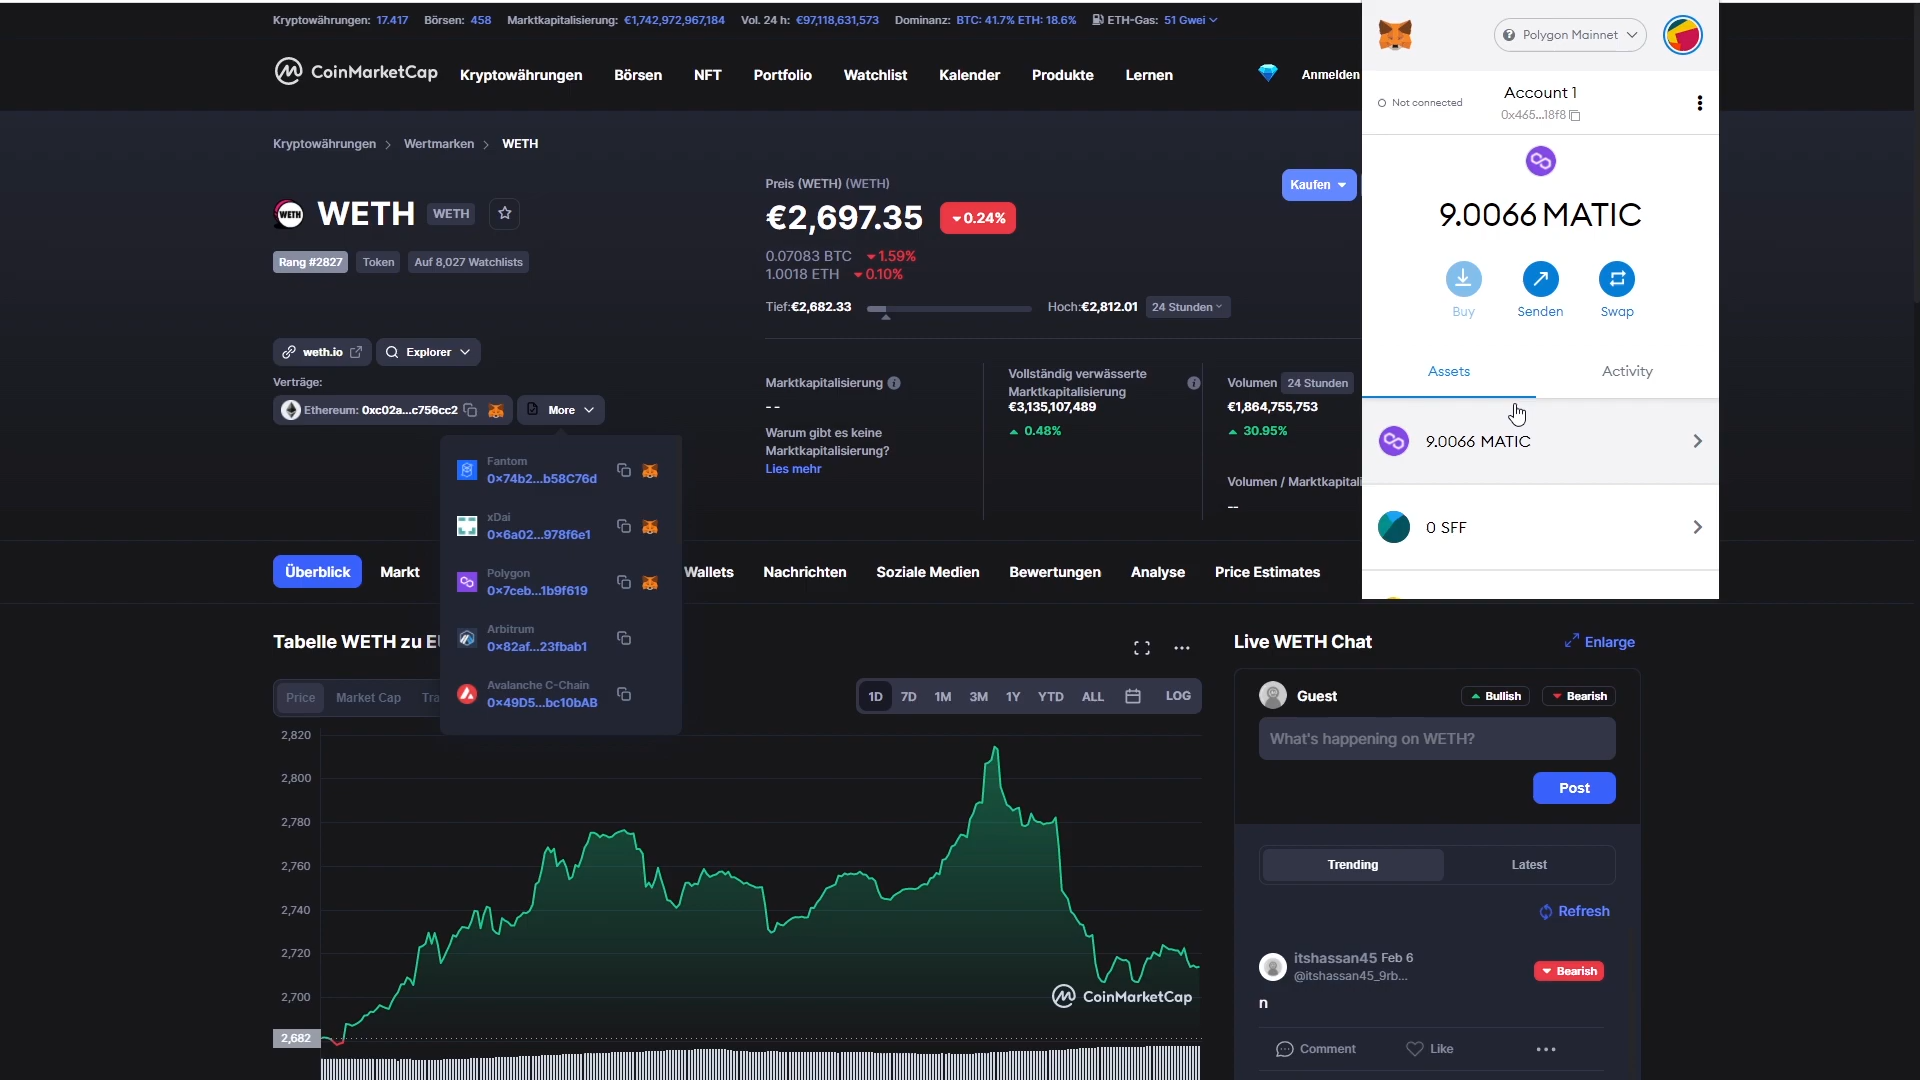 Kryptowährungen: 17.417 Börsen: 458 Marktkapitalisierung: €1,742,972,967,184 Vol. 24 h: €97,118,631,573 Dominanz: BTC: 41.7% ETH: 18.6% ETH-Gas: 51 Gwei
CoinMarketCap Kryptowährungen Börsen NFT Portfolio Watchlist Kalender Produkte Lernen Anmelden
Kryptowährungen > Wertmarken > WETH
WETH WETH WETH
Rang #2827 Token Auf 8,027 Watchlists
weth.io Explorer
Verträge:
Ethereum: 0xc02a...c756cc2 More
Fantom
0x74b2...b58C76d
xDai
0x6a02...978f6e1
Polygon
0x7ceb...1b9f619
Arbitrum
0x82af...23fbab1
Avalanche C-Chain
0x49D5...bc10bAB
Preis (WETH) (WETH)
€2,697.35 0.24%
Kaufen
0.07083 BTC 1.59%
1.0018 ETH 0.10%
Tief:€2,682.33 Hoch:€2,812.01 24 Stunden
Marktkapitalisierung
--
Warum gibt es keine
Marktkapitalisierung?
Lies mehr
Vollständig verwässerte
Marktkapitalisierung
€3,135,107,489
0.48%
Volumen 24 Stunden
€1,864,755,753
30.95%
Volumen / Marktkapitali
--
Polygon Mainnet
Not connected
Account 1
0x465...18f8
9.0066 MATIC
Buy Senden Swap
Assets Activity
9.0066 MATIC
0 SFF
Überblick Markt Wallets Nachrichten Soziale Medien Bewertungen Analyse Price Estimates
Tabelle WETH zu EU
Price Market Cap Tra
1D 7D 1M 3M 1Y YTD ALL LOG
2,820
2,800
2,780
2,760
2,740
2,720
2,700
2,682
CoinMarketCap
Live WETH Chat Enlarge
Guest Bullish Bearish
What's happening on WETH?
Post
Trending Latest
Refresh
itshassan45 Feb 6
@itshassan45_9rb...
Bearish
n
Comment Like